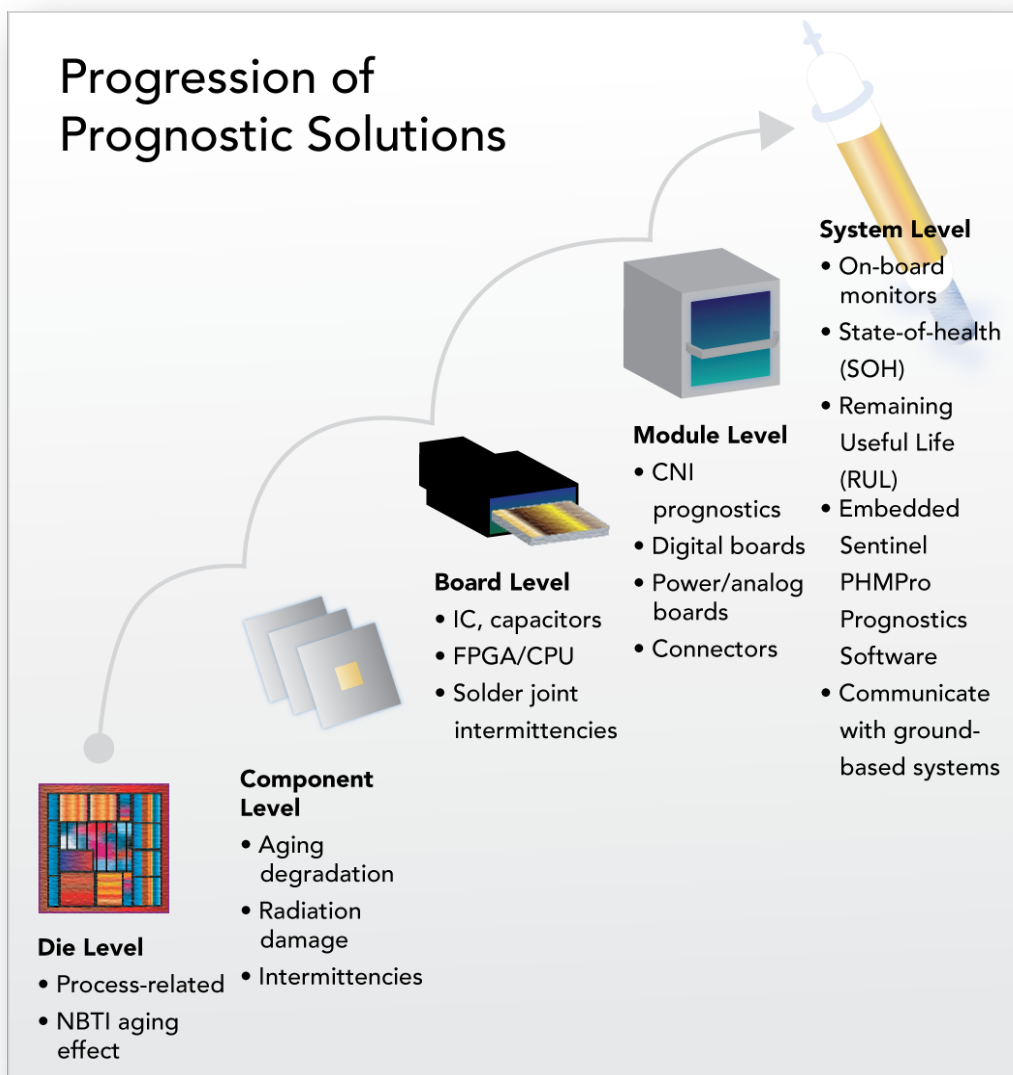 Progression of
Prognostic Solutions
System Level
• On-board
monitors
• State-of-health
(SOH)
• Remaining
Useful Life
(RUL)
• Embedded
Sentinel
PHMPro
Prognostics
Software
• Communicate
with ground-
based systems
Module Level
• CNI
prognostics
• Digital boards
• Power/analog
boards
• Connectors
Board Level
• IC, capacitors
• FPGA/CPU
• Solder joint
intermittencies
Component
Level
• Aging
degradation
• Radiation
damage
• Intermittencies
Die Level
• Process-related
• NBTI aging
effect